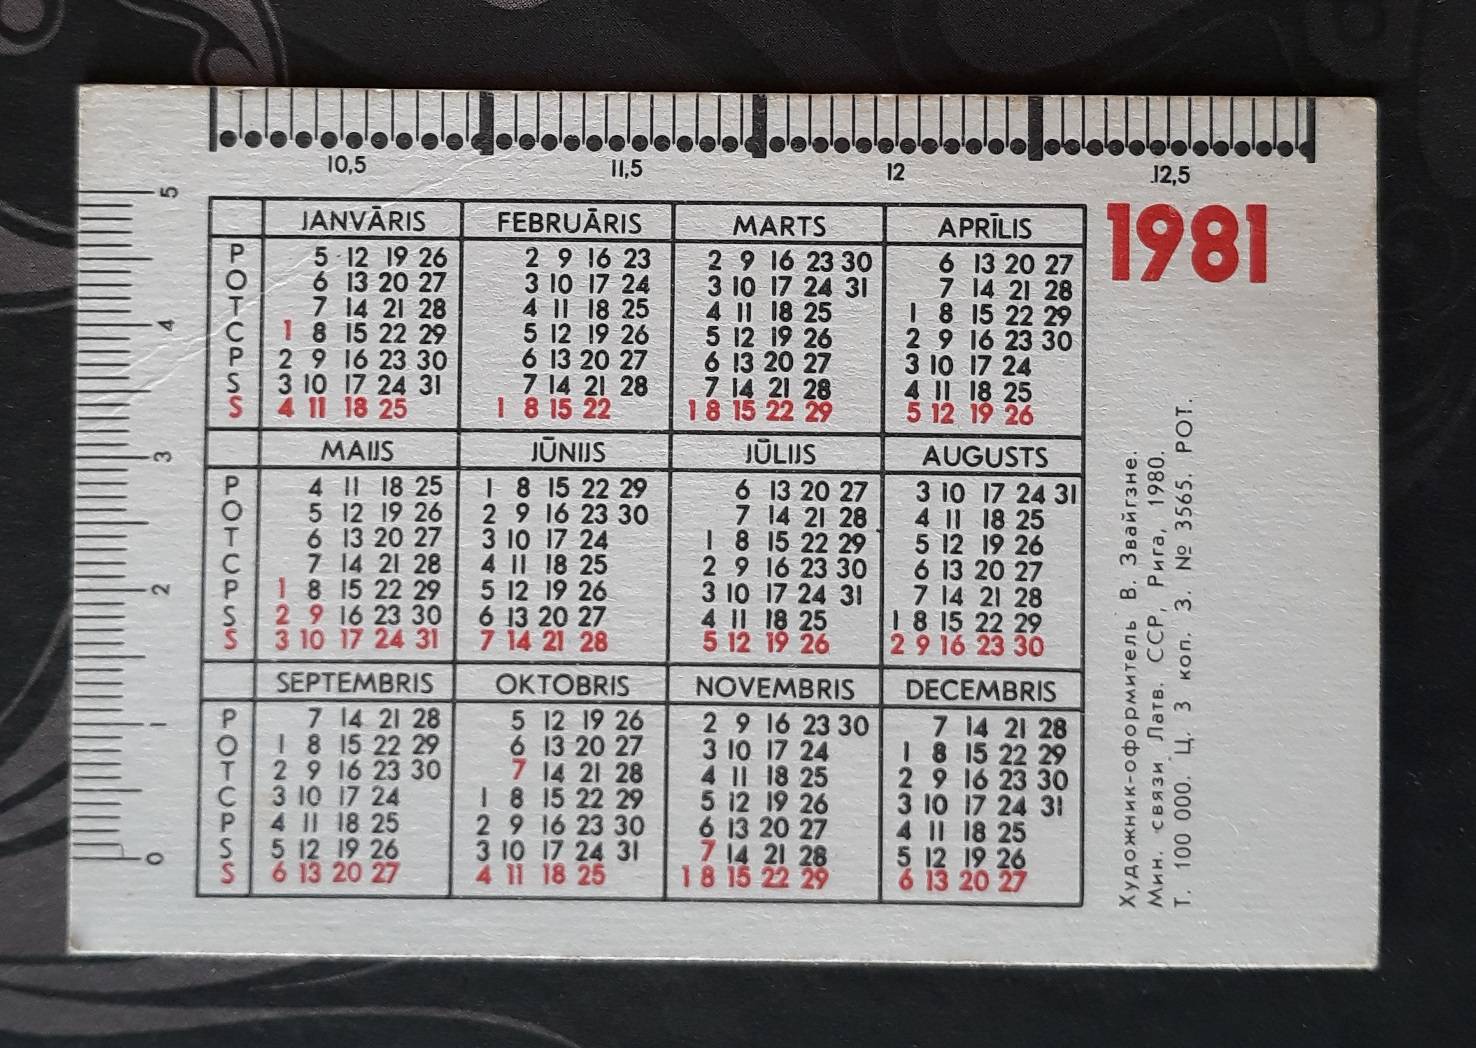 10,5 11,5 12 12,5
5
4
3
2
1
0
1981
JANVĀRIS FEBRUĀRIS MARTS APRĪLIS
P 5 12 19 26 2 9 16 23 2 9 16 23 30 6 13 20 27
O 6 13 20 27 3 10 17 24 3 10 17 24 31 7 14 21 28
T 7 14 21 28 4 11 18 25 4 11 18 25 1 8 15 22 29
C 1 8 15 22 29 5 12 19 26 5 12 19 26 2 9 16 23 30
P 2 9 16 23 30 6 13 20 27 6 13 20 27 3 10 17 24
S 3 10 17 24 31 7 14 21 28 7 14 21 28 4 11 18 25
S 4 11 18 25 1 8 15 22 1 8 15 22 29 5 12 19 26
MAIJS JŪNIJS JŪLIJS AUGUSTS
P 4 11 18 25 1 8 15 22 29 6 13 20 27 3 10 17 24 31
O 5 12 19 26 2 9 16 23 30 7 14 21 28 4 11 18 25
T 6 13 20 27 3 10 17 24 1 8 15 22 29 5 12 19 26
C 7 14 21 28 4 11 18 25 2 9 16 23 30 6 13 20 27
P 1 8 15 22 29 5 12 19 26 3 10 17 24 31 7 14 21 28
S 2 9 16 23 30 6 13 20 27 4 11 18 25 1 8 15 22 29
S 3 10 17 24 31 7 14 21 28 5 12 19 26 2 9 16 23 30
SEPTEMBRIS OKTOBRIS NOVEMBRIS DECEMBRIS
P 7 14 21 28 5 12 19 26 2 9 16 23 30 7 14 21 28
O 1 8 15 22 29 6 13 20 27 3 10 17 24 1 8 15 22 29
T 2 9 16 23 30 7 14 21 28 4 11 18 25 2 9 16 23 30
C 3 10 17 24 1 8 15 22 29 5 12 19 26 3 10 17 24 31
P 4 11 18 25 2 9 16 23 30 6 13 20 27 4 11 18 25
S 5 12 19 26 3 10 17 24 31 7 14 21 28 5 12 19 26
S 6 13 20 27 4 11 18 25 1 8 15 22 29 6 13 20 27
Художник-оформитель В. Звайгзне.
Мин. связи Латв. ССР, Рига, 1980.
Т. 100 000. Ц. 3 коп. З. № 3565. РОТ.